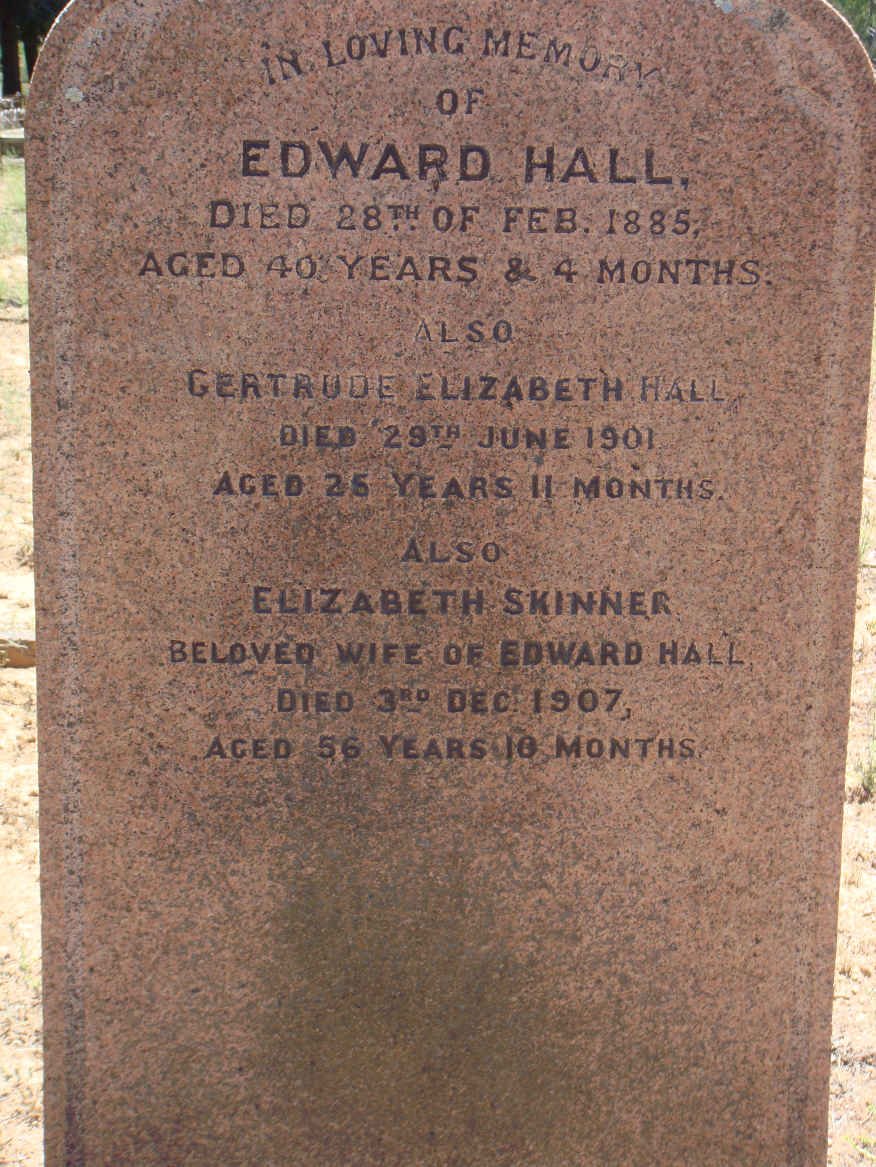 IN LOVING MEMORY
OF
EDWARD HALL,
DIED 28TH OF FEB. 1885,
AGED 40 YEARS & 4 MONTHS.
ALSO
GERTRUDE ELIZABETH HALL
DIED 29TH JUNE 1901
AGED 25 YEARS 11 MONTHS.
ALSO
ELIZABETH SKINNER
BELOVED WIFE OF EDWARD HALL,
DIED 3RD DEC. 1907,
AGED 56 YEARS 10 MONTHS.